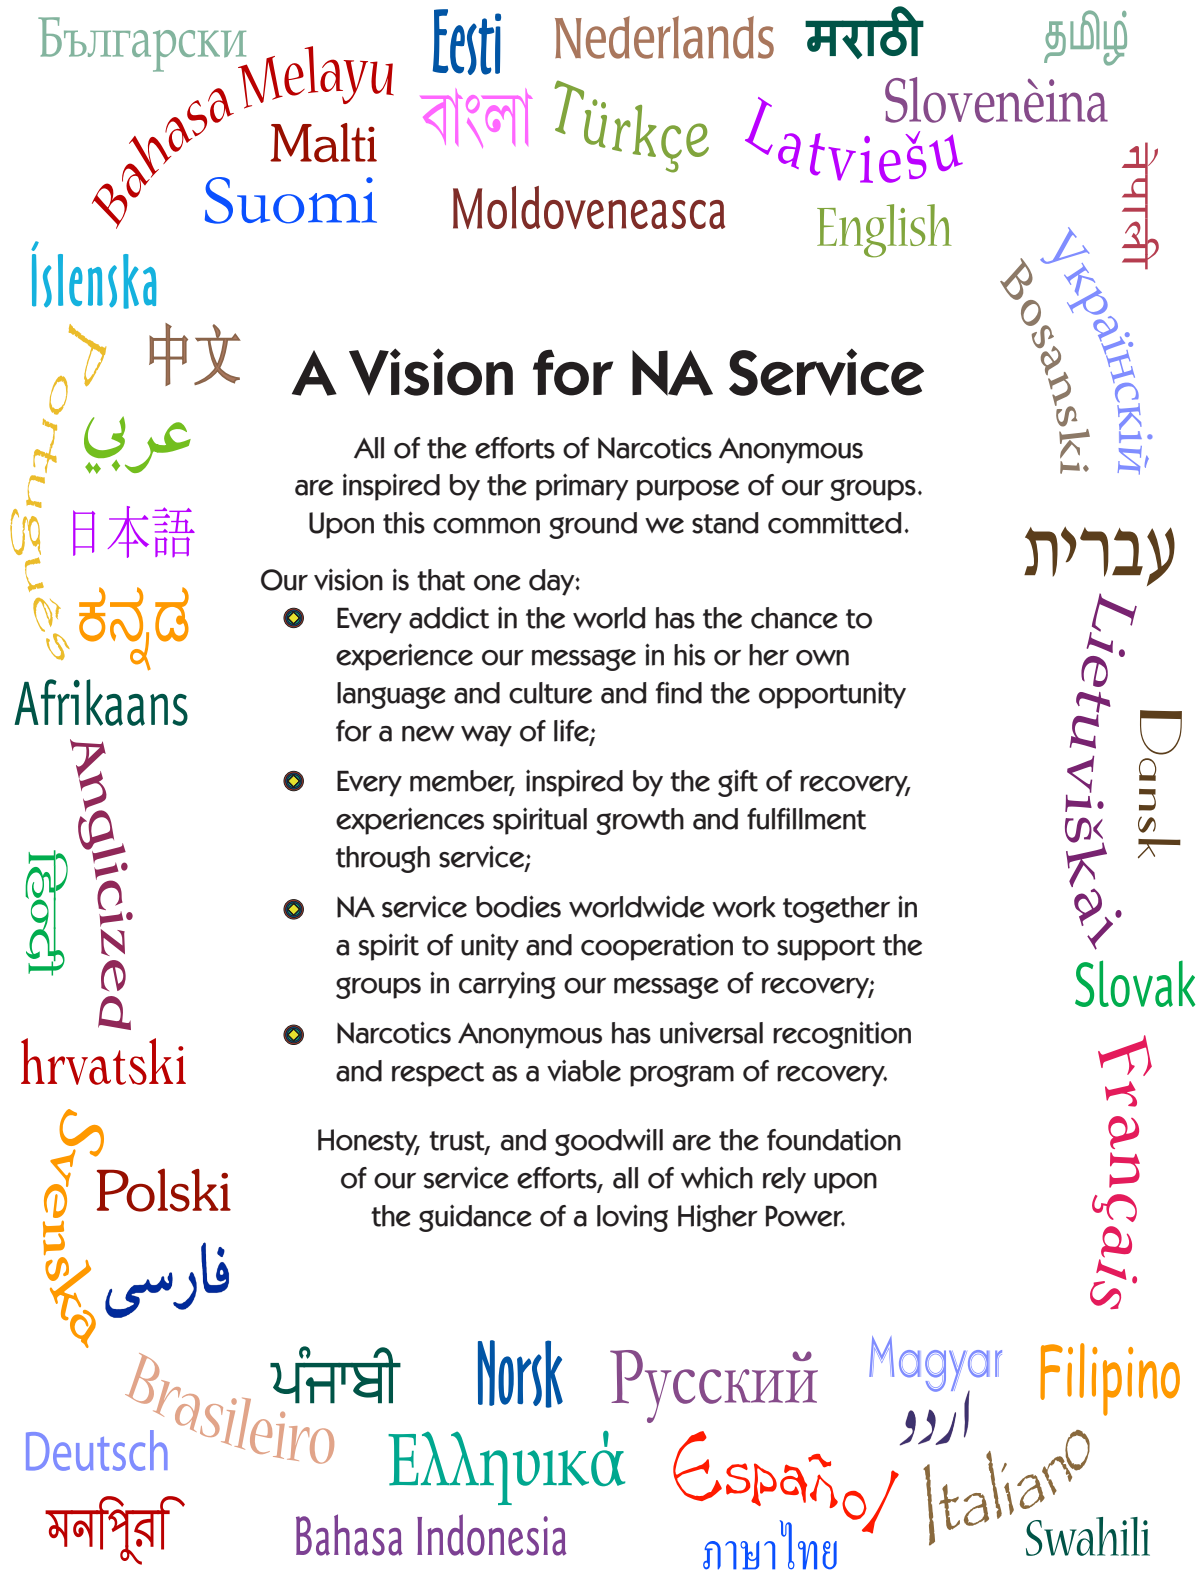 Български
Eesti
Nederlands
मराठी
தமிழ்
Bahasa Melayu
Malti
বাংলা
Türkçe
Latviešu
Slovenèina
नेपाली
Suomi
Moldoveneasca
English
Íslenska
Українскій
Bosanski
Português
中文
عربي
日本語
ಕನ್ನಡ
Afrikaans
Anglicized
हिन्दी
hrvatski
Svenska
Polski
فارسی
A Vision for NA Service
All of the efforts of Narcotics Anonymous
are inspired by the primary purpose of our groups.
Upon this common ground we stand committed.
Our vision is that one day:
Every addict in the world has the chance to
experience our message in his or her own
language and culture and find the opportunity
for a new way of life;
Every member, inspired by the gift of recovery,
experiences spiritual growth and fulfillment
through service;
NA service bodies worldwide work together in
a spirit of unity and cooperation to support the
groups in carrying our message of recovery;
Narcotics Anonymous has universal recognition
and respect as a viable program of recovery.
Honesty, trust, and goodwill are the foundation
of our service efforts, all of which rely upon
the guidance of a loving Higher Power.
עברית
Lietuviškai
Dansk
Slovak
Français
Brasileiro
ਪੰਜਾਬੀ
Norsk
Русский
Magyar
Filipino
اردو
Deutsch
Ελληυικά
Español
Italiano
মনপিুরি
Bahasa Indonesia
ภาษาไทย
Swahili